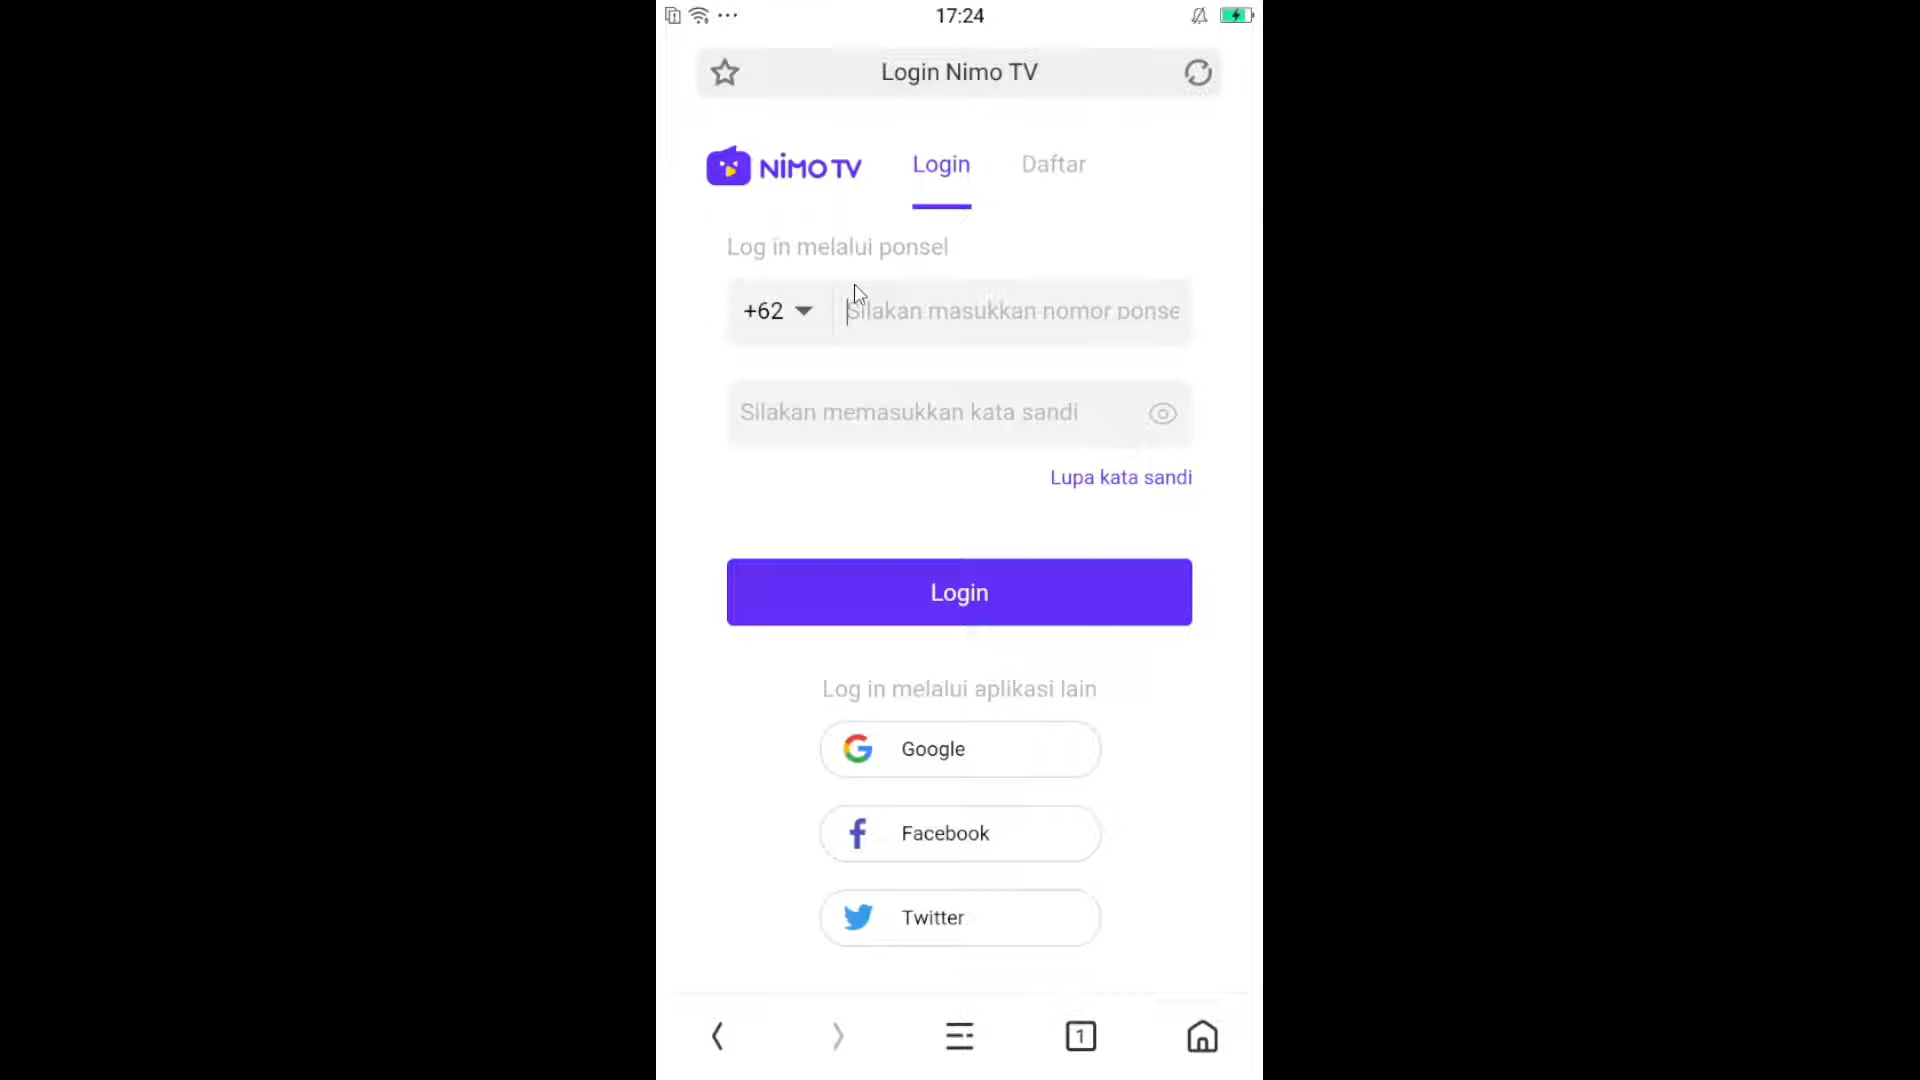 17:24
Login Nimo TV
NiMO TV
Login
Daftar
Log in melalui ponsel
+62
Silakan masukkan nomor ponse
Silakan memasukkan kata sandi
Lupa kata sandi
Login
Log in melalui aplikasi lain
Google
Facebook
Twitter
1